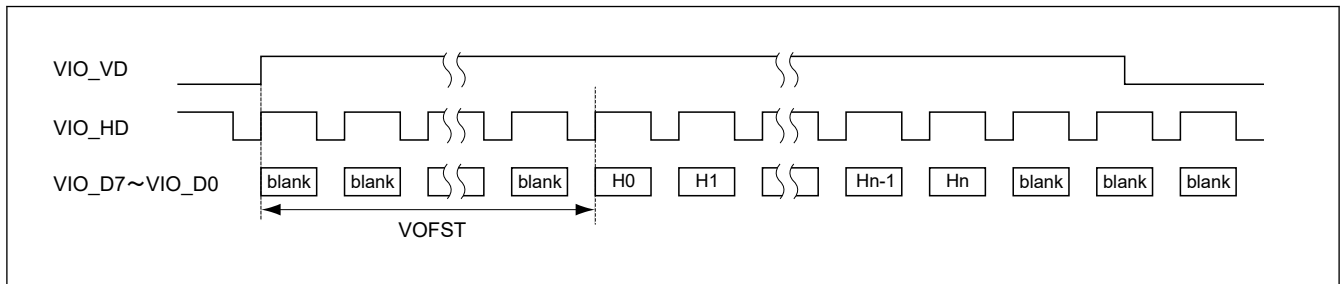 VIO_VD
VIO_HD
VIO_D7~VIO_D0 blank blank blank H0 H1 Hn-1 Hn blank blank blank
VOFST